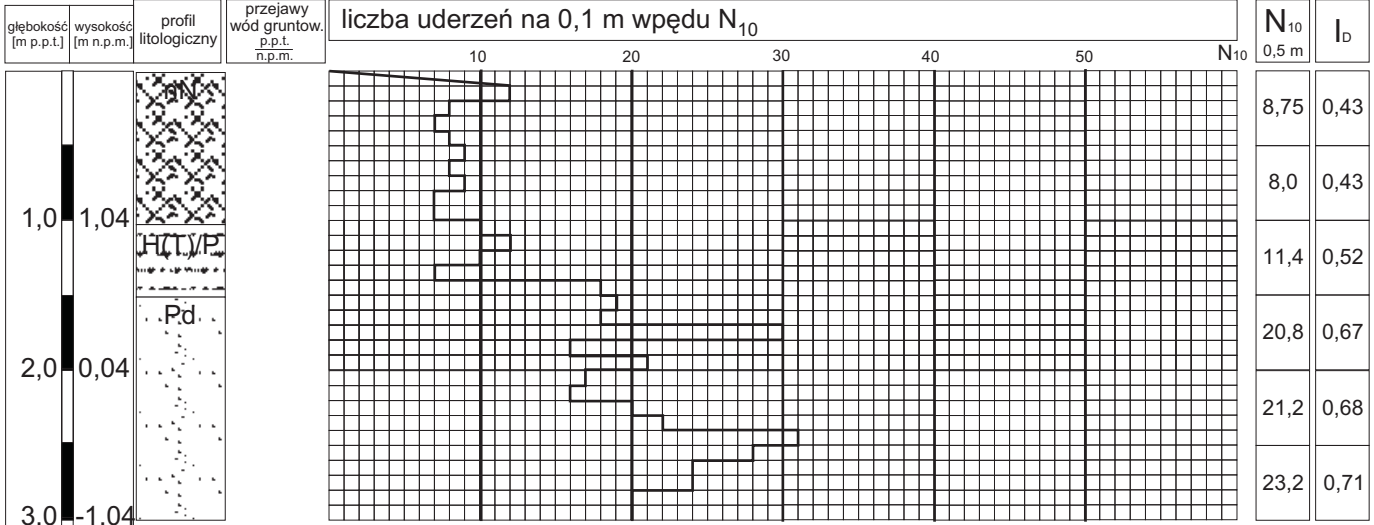 głębokość
[m p.p.t.]
wysokość
[m n.p.m.]
profil
litologiczny
przejawy
wód gruntow.
p.p.t.
n.p.m.
liczba uderzeń na 0,1 m wpędu N10
10 20 30 40 50 N10
N10
0,5 m
ID
nN
8,75 0,43
8,0 0,43
1,0 1,04
H(T)/P
11,4 0,52
Pd
20,8 0,67
2,0 0,04
21,2 0,68
23,2 0,71
3,0 -1,04